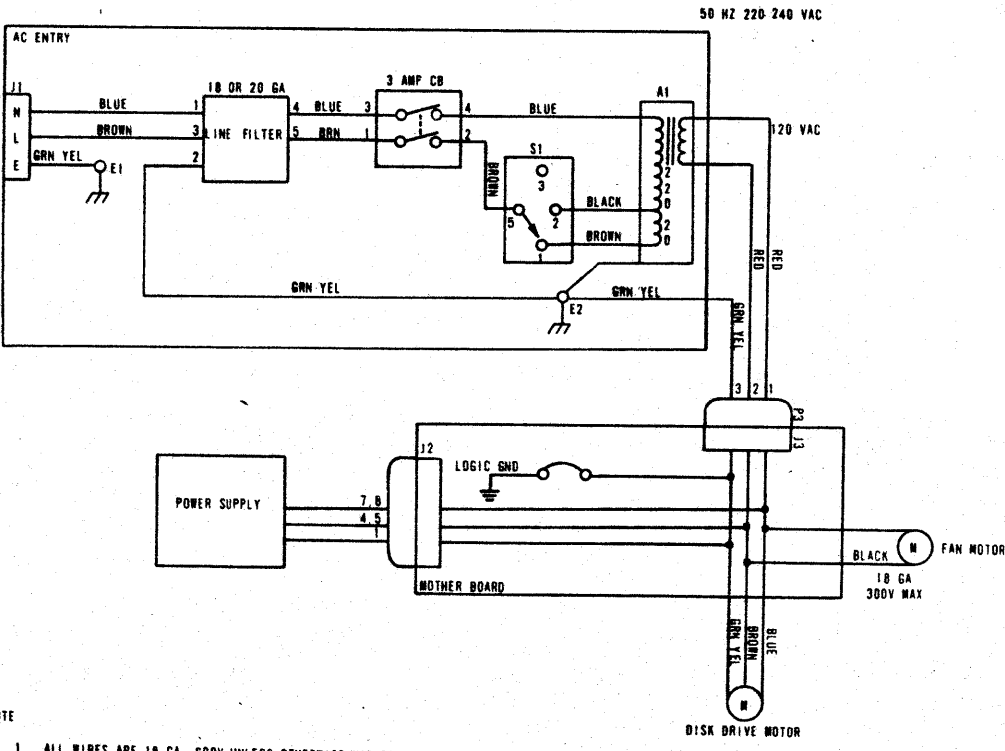 50 HZ 220-240 VAC
AC ENTRY
J1
N
L
E
BLUE
BROWN
GRN YEL
E1
18 OR 20 GA
1
3
2
LINE FILTER
4
5
BLUE
BRN
3 AMP CB
3
1
4
2
BLUE
BROWN
S1
3
5
2
1
BLACK
BROWN
A1
2
2
0
2
0
120 VAC
RED
RED
GRN YEL
E2
GRN YEL
GRN YEL
3 2 1
P3
J3
POWER SUPPLY
7,8
4,5
1
J2
LOGIC GND
MOTHER BOARD
M
FAN MOTOR
BLACK
18 GA
300V MAX
GRN YEL
BROWN
BLUE
M
DISK DRIVE MOTOR
1 ALL WIRES ARE 18 GA